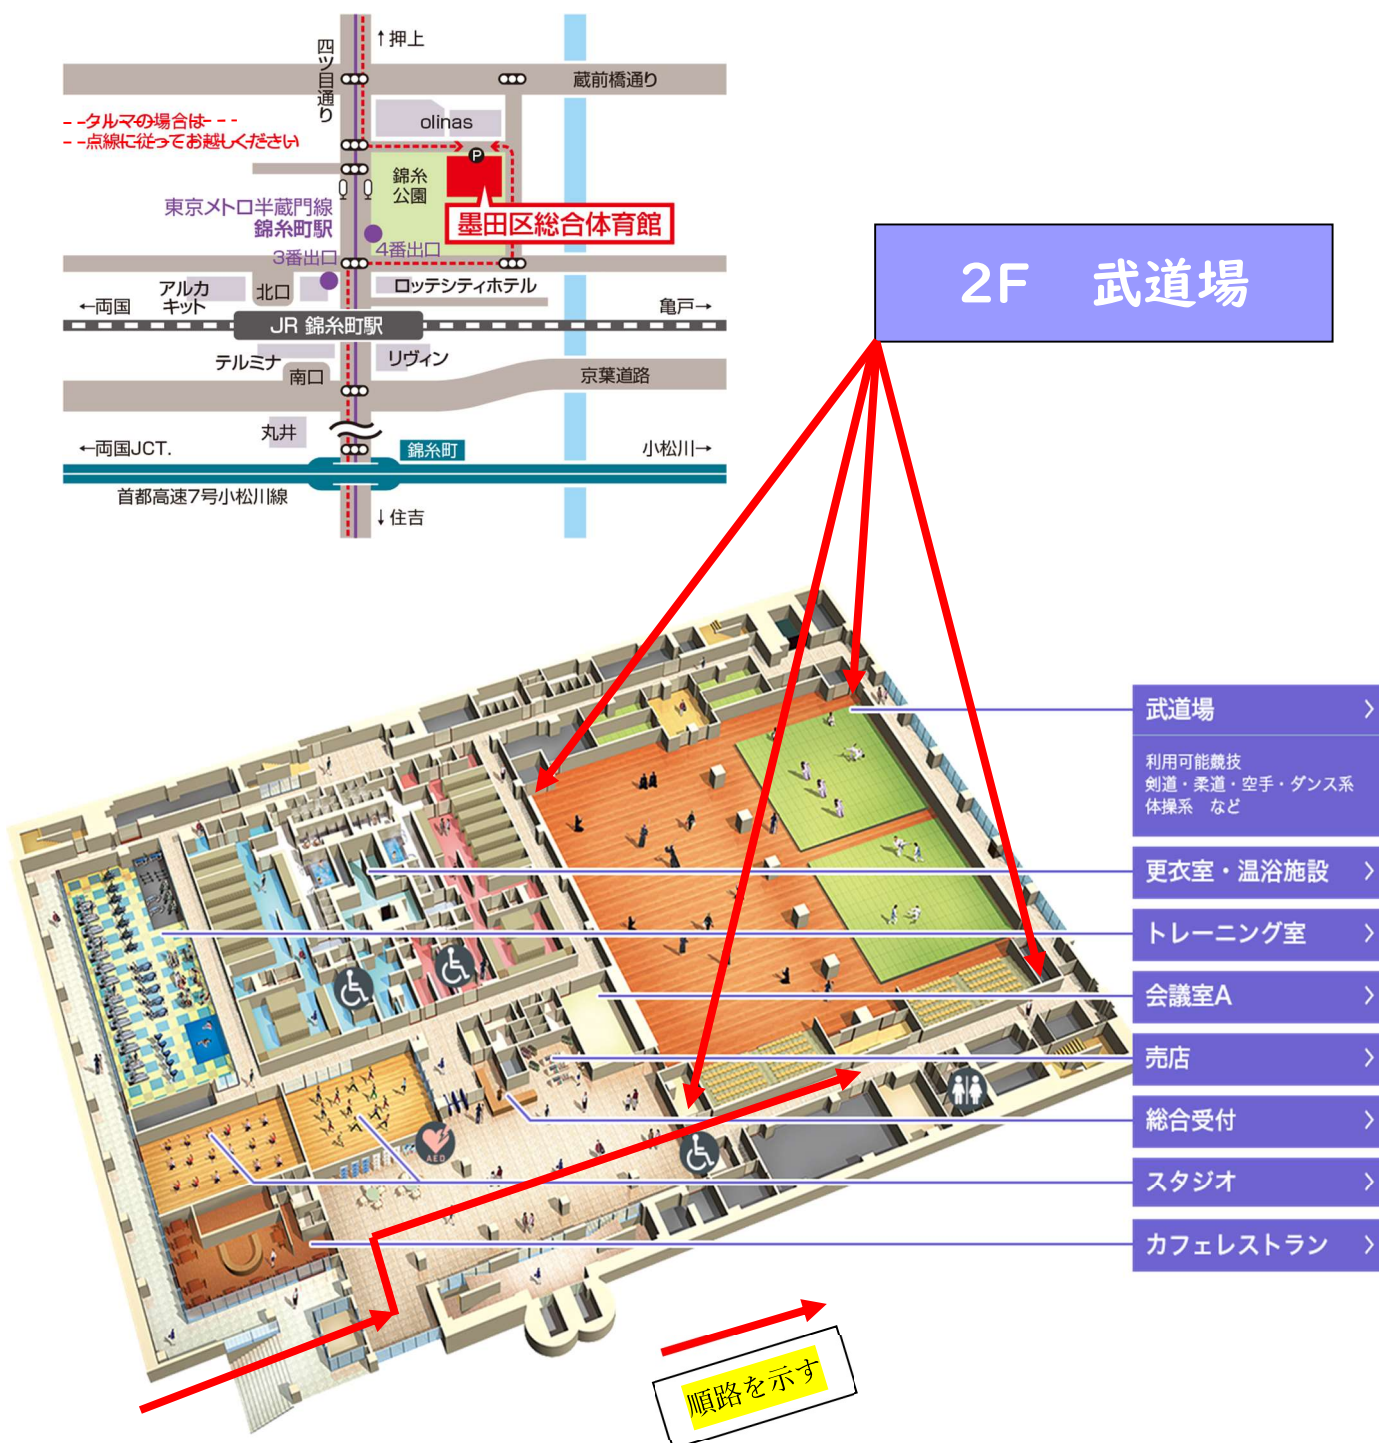 ↑押上
四ツ目通り
蔵前橋通り
olinas
クルマの場合は
点線に従ってお越しください
P
錦糸
公園
東京メトロ半蔵門線
錦糸町駅
墨田区総合体育館
3番出口
4番出口
アルカ
キット
北口
ロッテシティホテル
←両国
亀戸→
JR 錦糸町駅
テルミナ
リヴィン
南口
京葉道路
丸井
←両国JCT.
錦糸町
小松川→
首都高速7号小松川線
↓住吉
2F 武道場
武道場
利用可能競技
剣道・柔道・空手・ダンス系
体操系 など
更衣室・温浴施設
トレーニング室
会議室A
売店
総合受付
スタジオ
カフェレストラン
AED
順路を示す